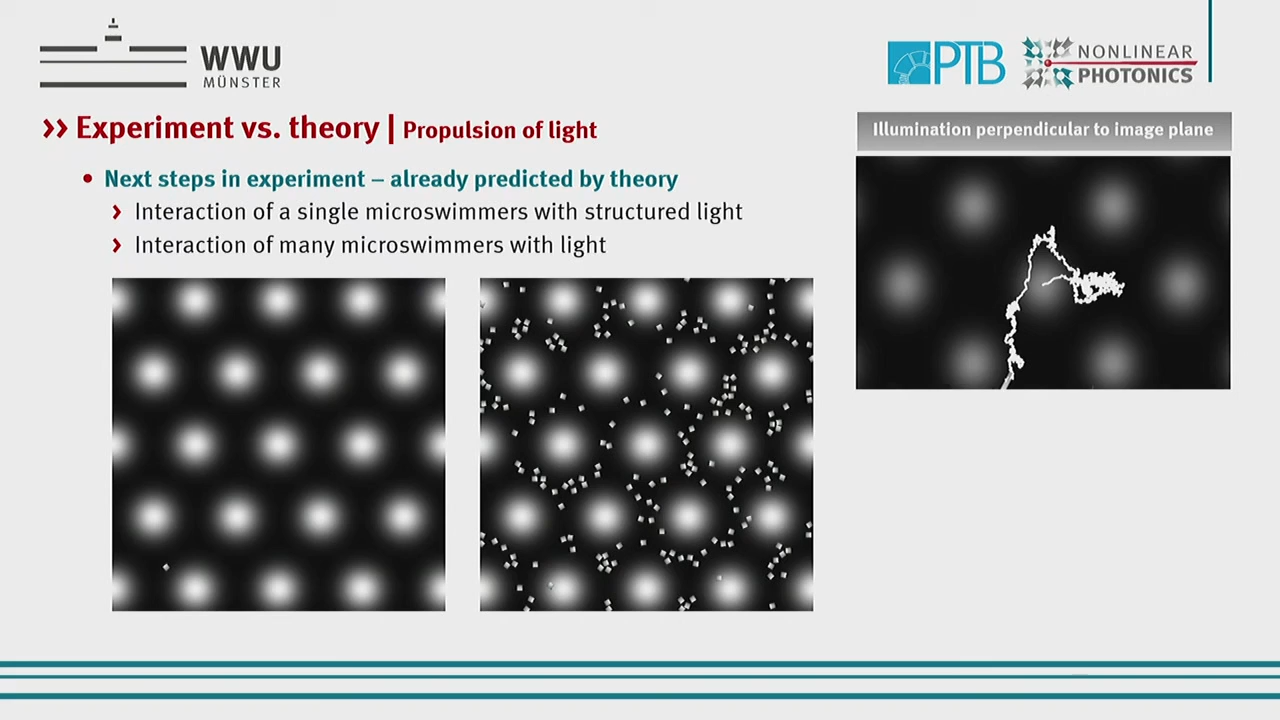 WWU
MÜNSTER
PTB
NONLINEAR
PHOTONICS
›› Experiment vs. theory | Propulsion of light
Illumination perpendicular to image plane
• Next steps in experiment – already predicted by theory
› Interaction of a single microswimmers with structured light
› Interaction of many microswimmers with light